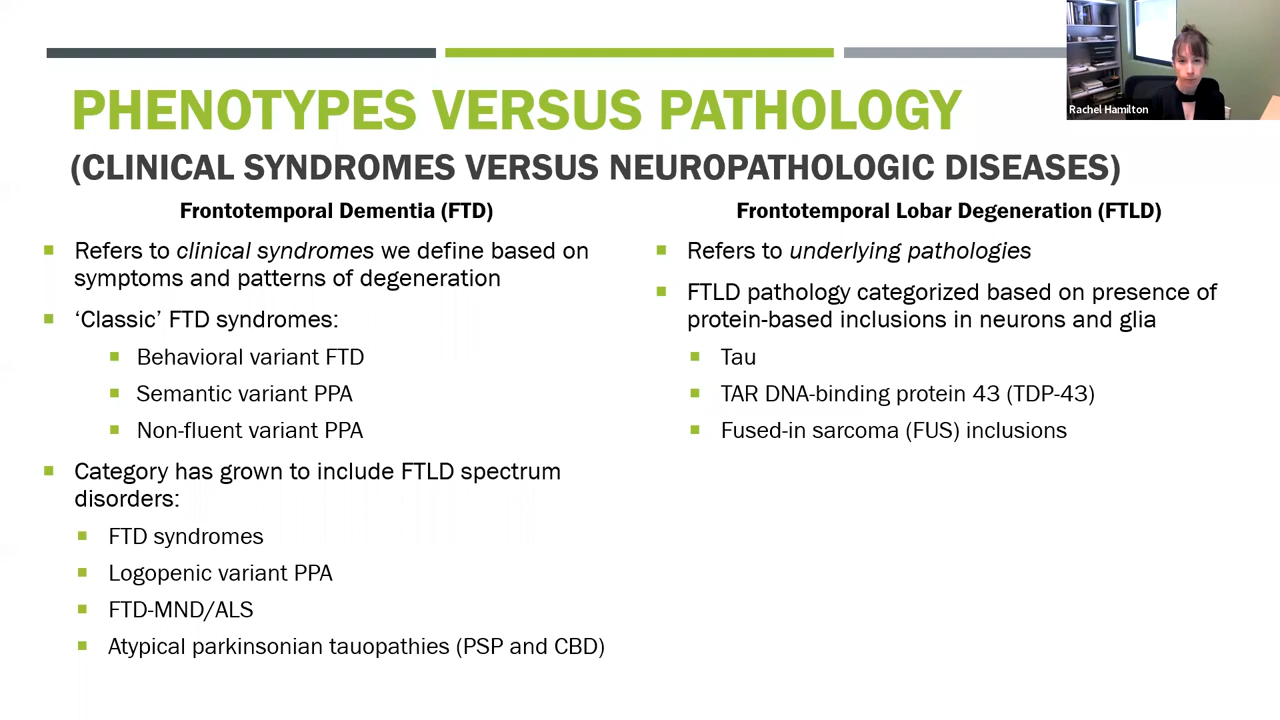 PHENOTYPES VERSUS PATHOLOGY
(CLINICAL SYNDROMES VERSUS NEUROPATHOLOGIC DISEASES)
Rachel Hamilton
Frontotemporal Dementia (FTD)
Refers to clinical syndromes we define based on
symptoms and patterns of degeneration
‘Classic’ FTD syndromes:
Behavioral variant FTD
Semantic variant PPA
Non-fluent variant PPA
Category has grown to include FTLD spectrum
disorders:
FTD syndromes
Logopenic variant PPA
FTD-MND/ALS
Atypical parkinsonian tauopathies (PSP and CBD)
Frontotemporal Lobar Degeneration (FTLD)
Refers to underlying pathologies
FTLD pathology categorized based on presence of
protein-based inclusions in neurons and glia
Tau
TAR DNA-binding protein 43 (TDP-43)
Fused-in sarcoma (FUS) inclusions